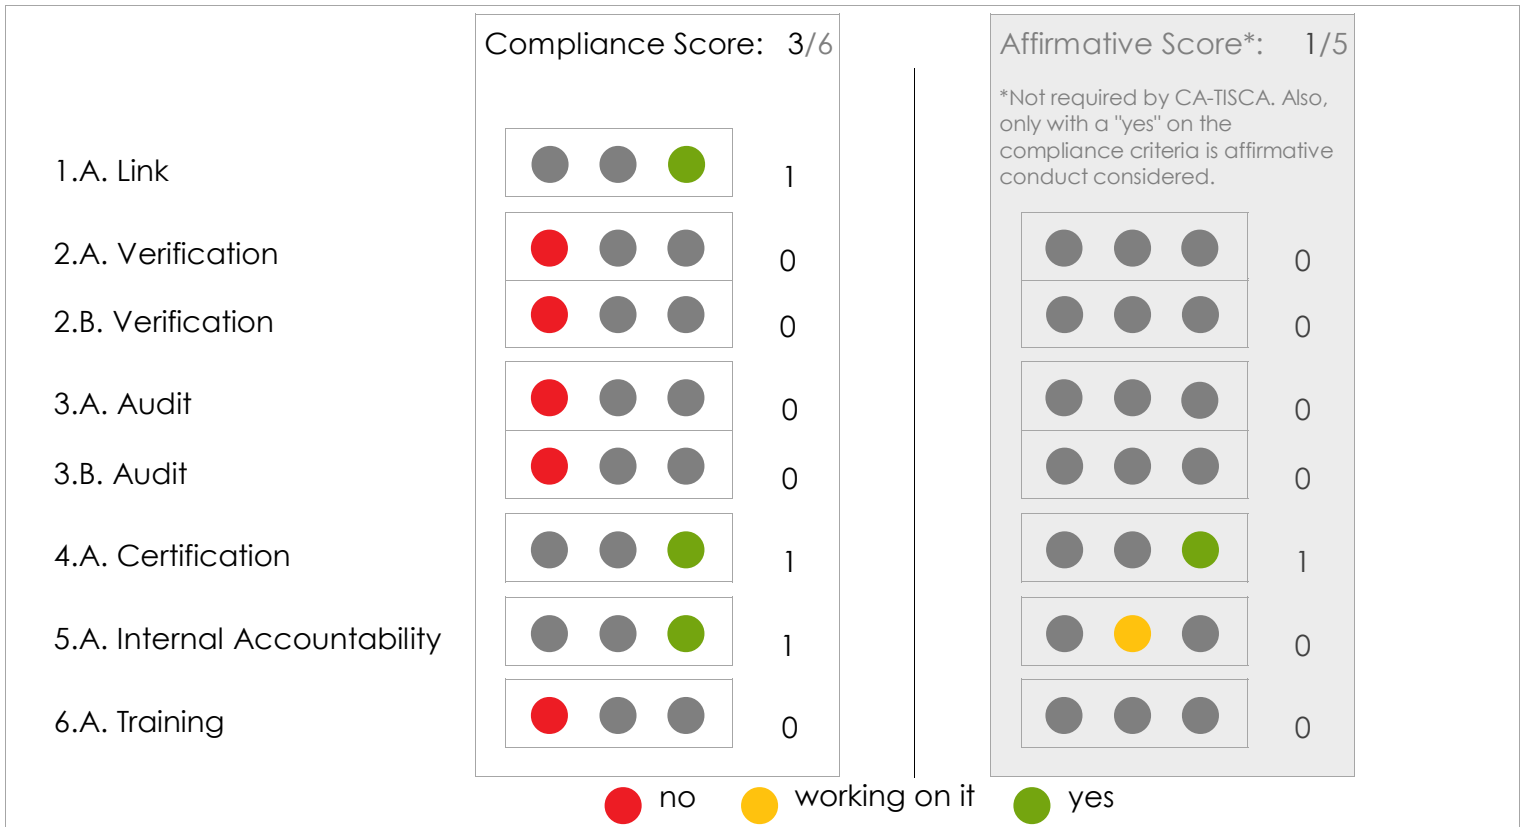 Compliance Score: 3/6
Affirmative Score*: 1/5
*Not required by CA-TISCA. Also,
only with a "yes" on the
compliance criteria is affirmative
conduct considered.
1.A. Link 1
2.A. Verification 0 0
2.B. Verification 0 0
3.A. Audit 0 0
3.B. Audit 0 0
4.A. Certification 1 1
5.A. Internal Accountability 1 0
6.A. Training 0 0
no working on it yes